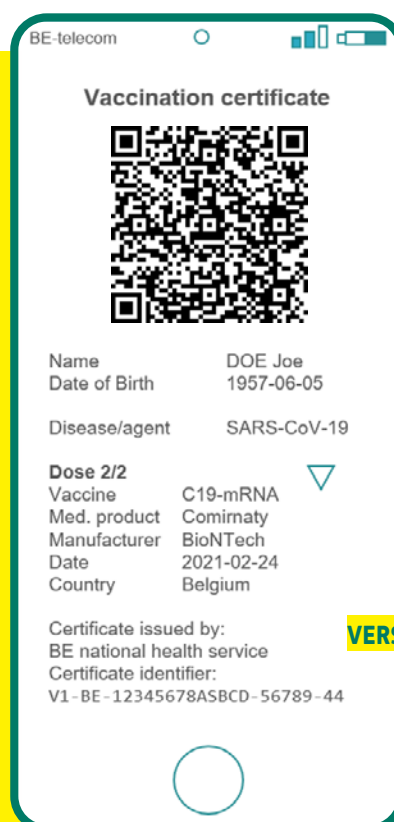 BE-telecom
Vaccination certificate
Name DOE Joe
Date of Birth 1957-06-05
Disease/agent SARS-CoV-19
Dose 2/2
Vaccine C19-mRNA
Med. product Comirnaty
Manufacturer BioNTech
Date 2021-02-24
Country Belgium
Certificate issued by:
BE national health service
Certificate identifier:
V1-BE-12345678ASBCD-56789-44
VERS